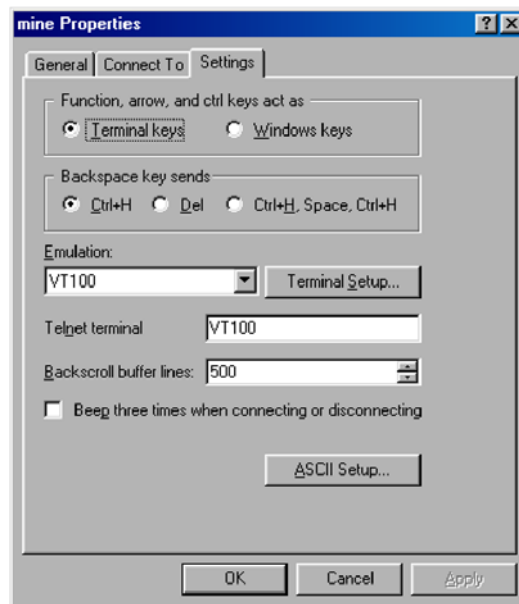 mine Properties
General Connect To Settings
Function, arrow, and ctrl keys act as
Terminal keys Windows keys
Backspace key sends
Ctrl+H Del Ctrl+H, Space, Ctrl+H
Emulation:
VT100 Terminal Setup...
Telnet terminal VT100
Backscroll buffer lines: 500
Beep three times when connecting or disconnecting
ASCII Setup...
OK Cancel Apply